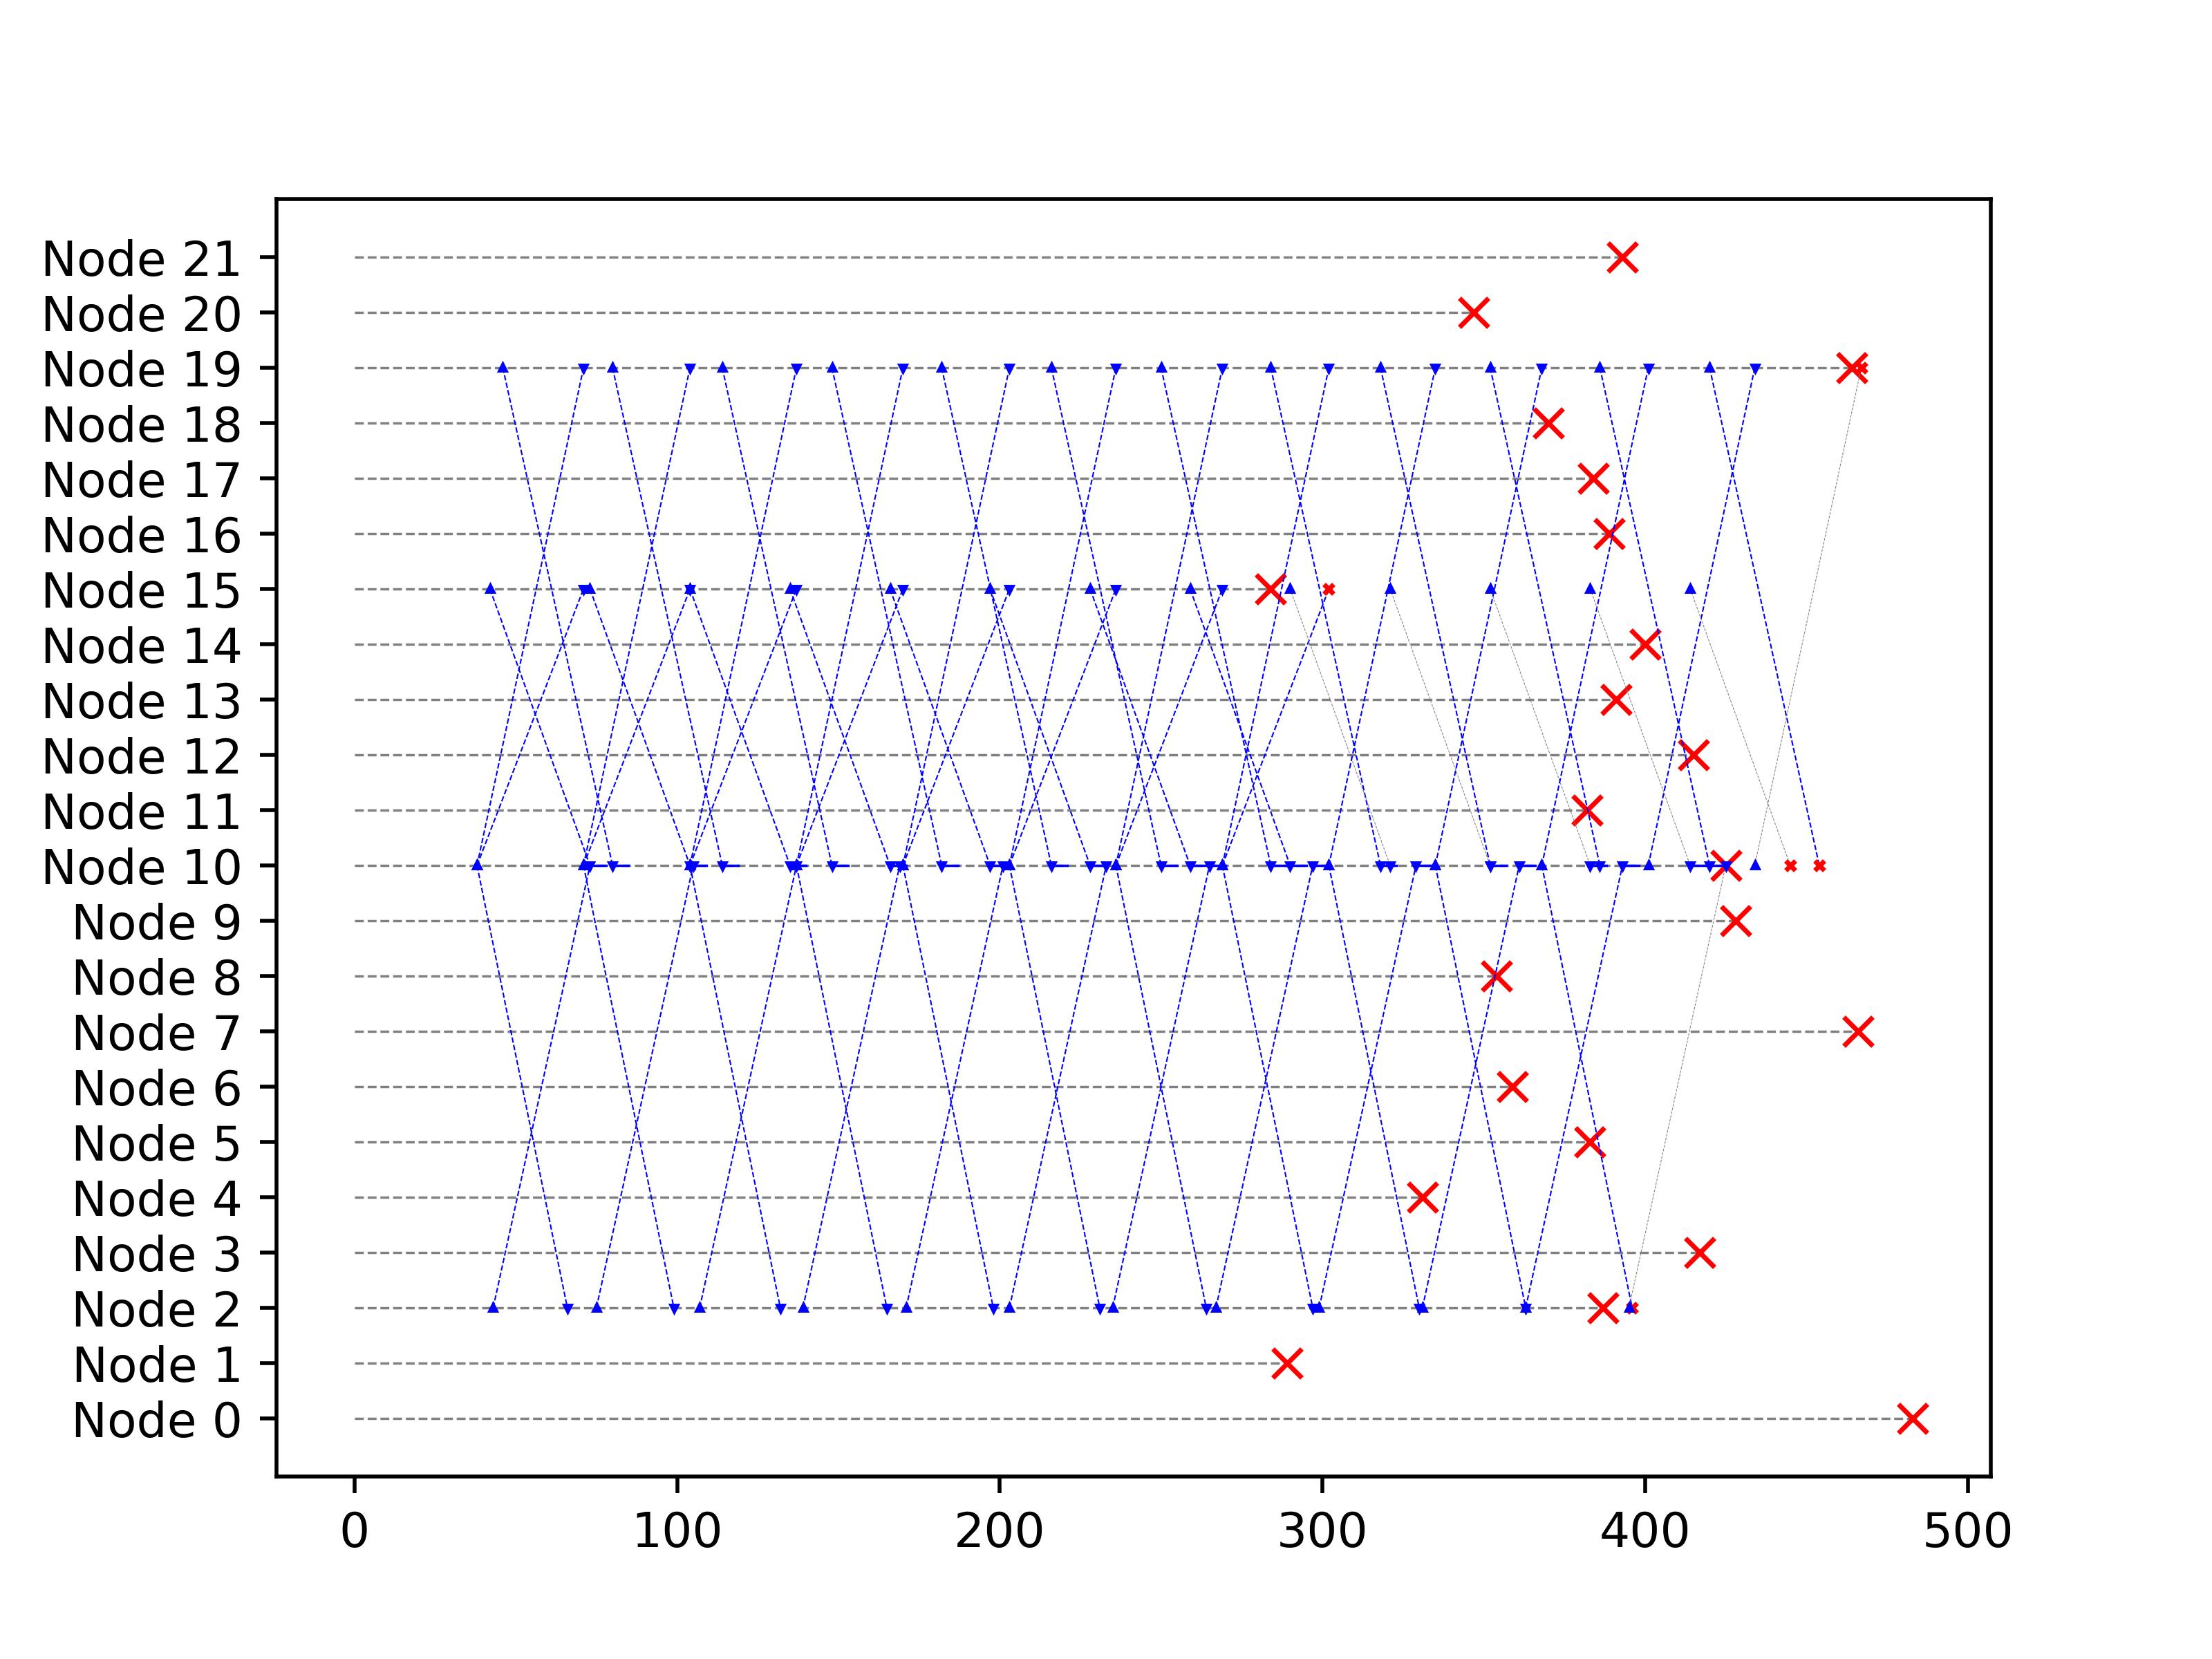 Node 21
Node 20
Node 19
Node 18
Node 17
Node 16
Node 15
Node 14
Node 13
Node 12
Node 11
Node 10
Node 9
Node 8
Node 7
Node 6
Node 5
Node 4
Node 3
Node 2
Node 1
Node 0
0 100 200 300 400 500